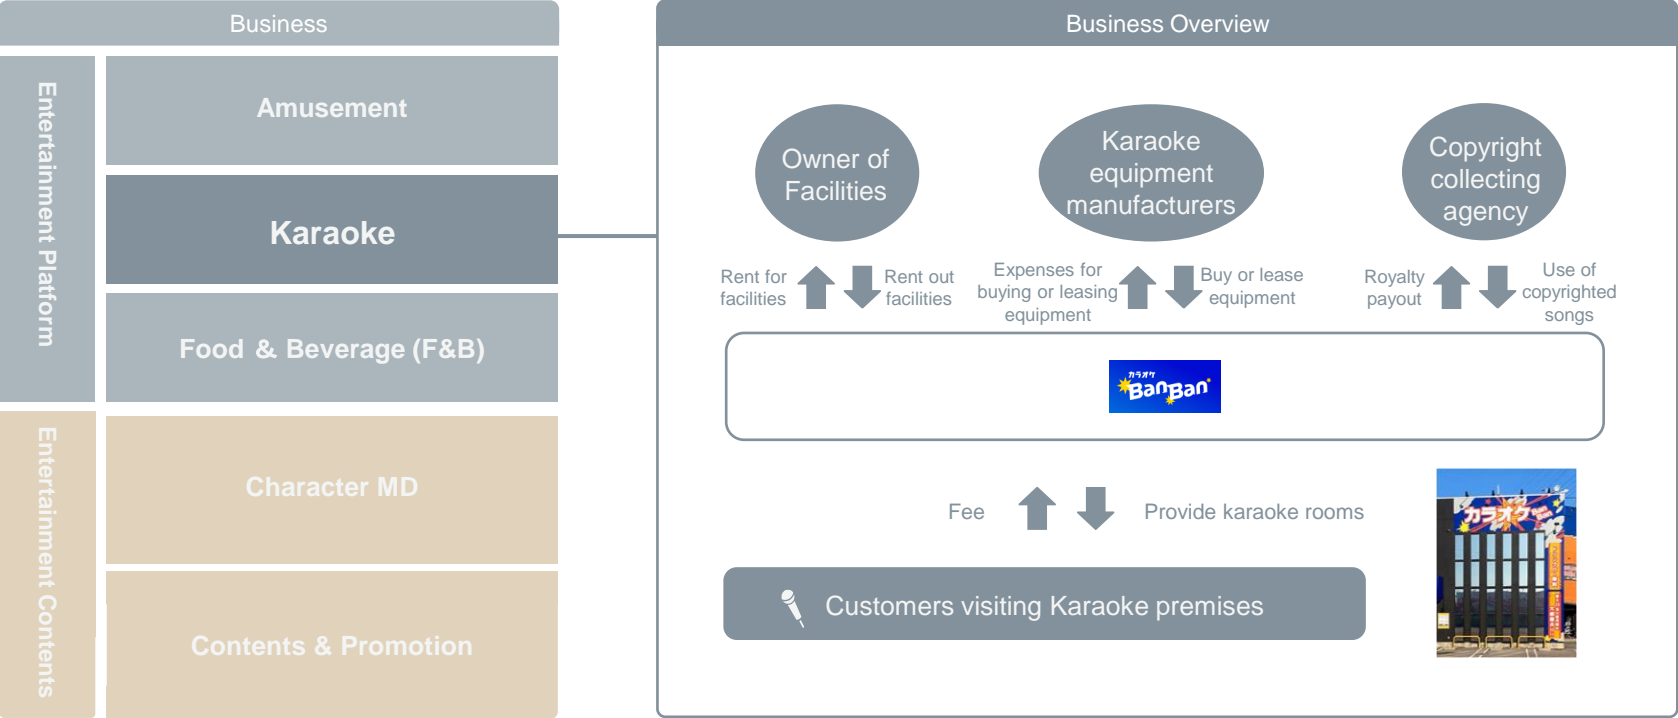 Business
Entertainment Platform
Amusement
Karaoke
Food & Beverage (F&B)
Entertainment Contents
Character MD
Contents & Promotion
Business Overview
Owner of
Facilities
Karaoke
equipment
manufacturers
Copyright
collecting
agency
Rent for
facilities
Rent out
facilities
Expenses for
buying or leasing
equipment
Buy or lease
equipment
Royalty
payout
Use of
copyrighted
songs
カラオケ
BanBan
Fee
Provide karaoke rooms
Customers visiting Karaoke premises
カラオケ